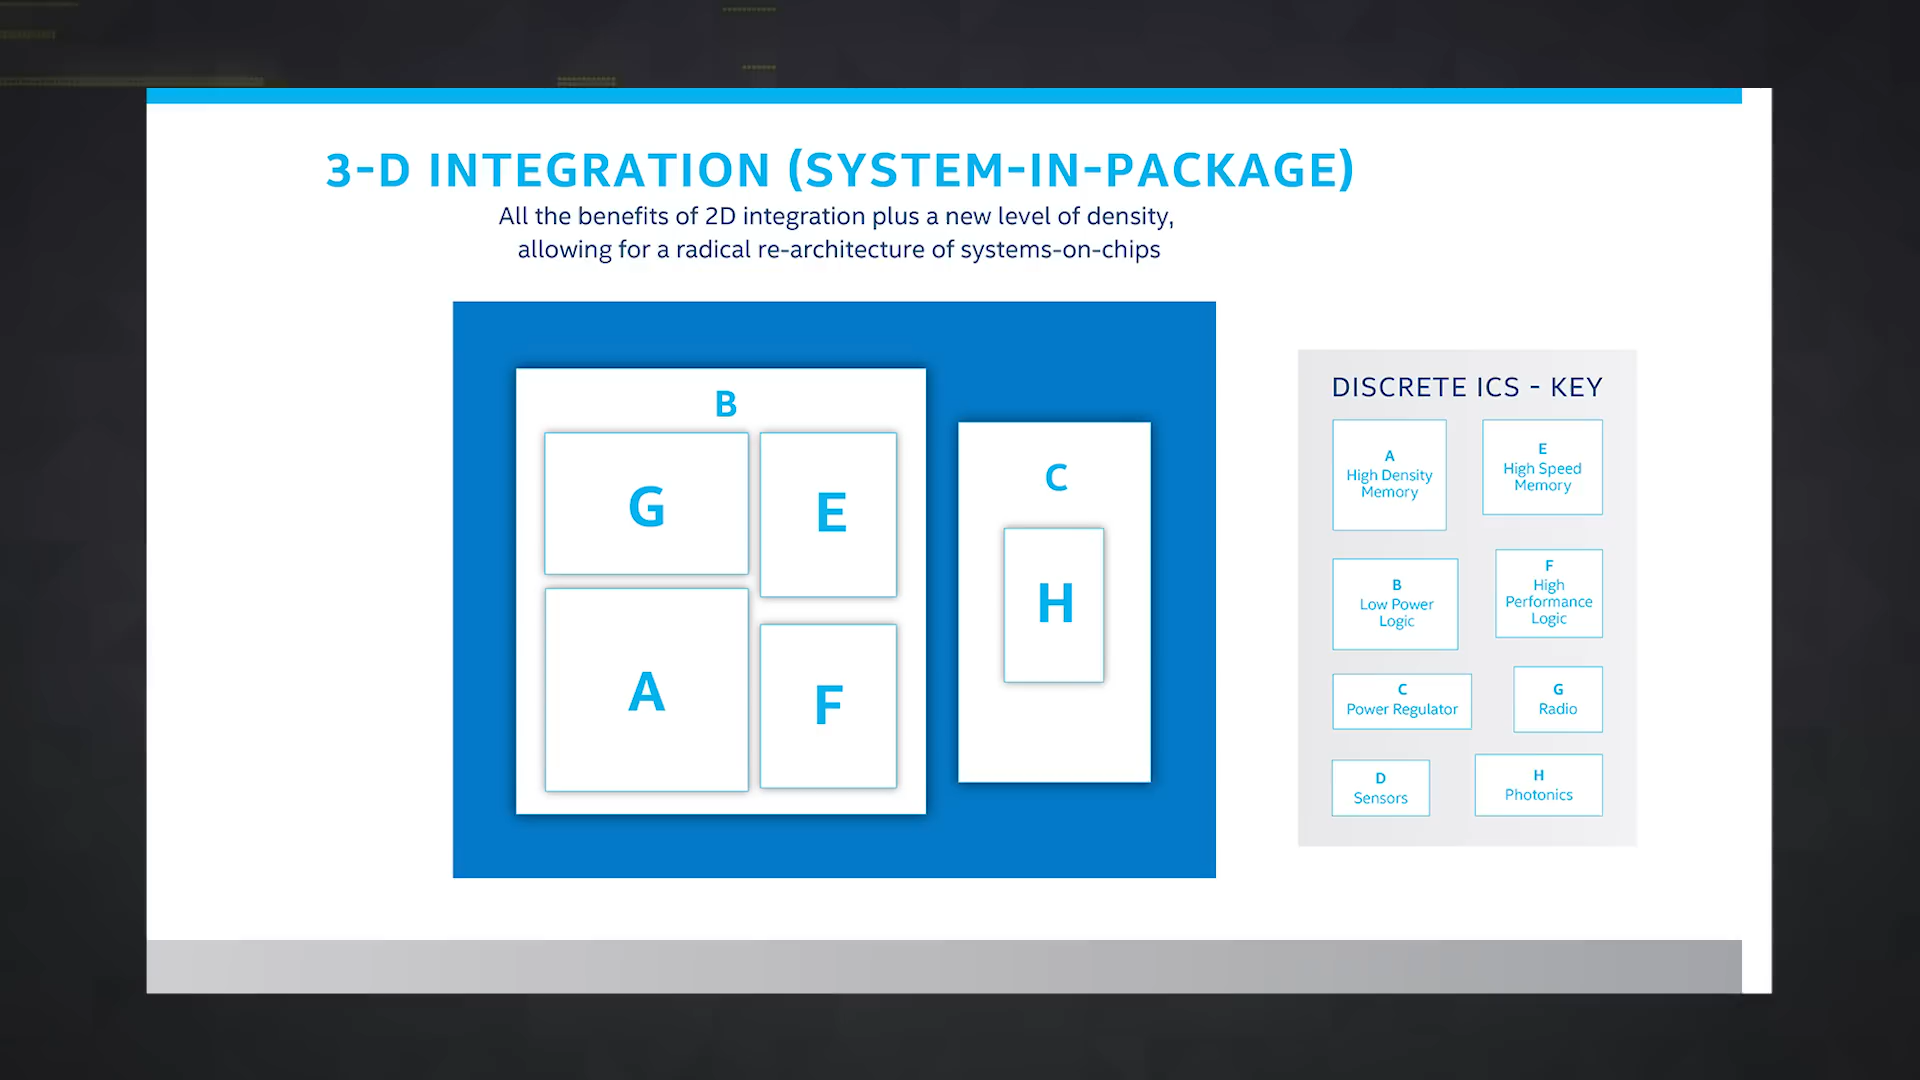 3-D INTEGRATION (SYSTEM-IN-PACKAGE)
All the benefits of 2D integration plus a new level of density,
allowing for a radical re-architecture of systems-on-chips
B
G
E
A
F
C
H
DISCRETE ICS - KEY
A
High Density
Memory
E
High Speed
Memory
B
Low Power
Logic
F
High
Performance
Logic
C
Power Regulator
G
Radio
D
Sensors
H
Photonics